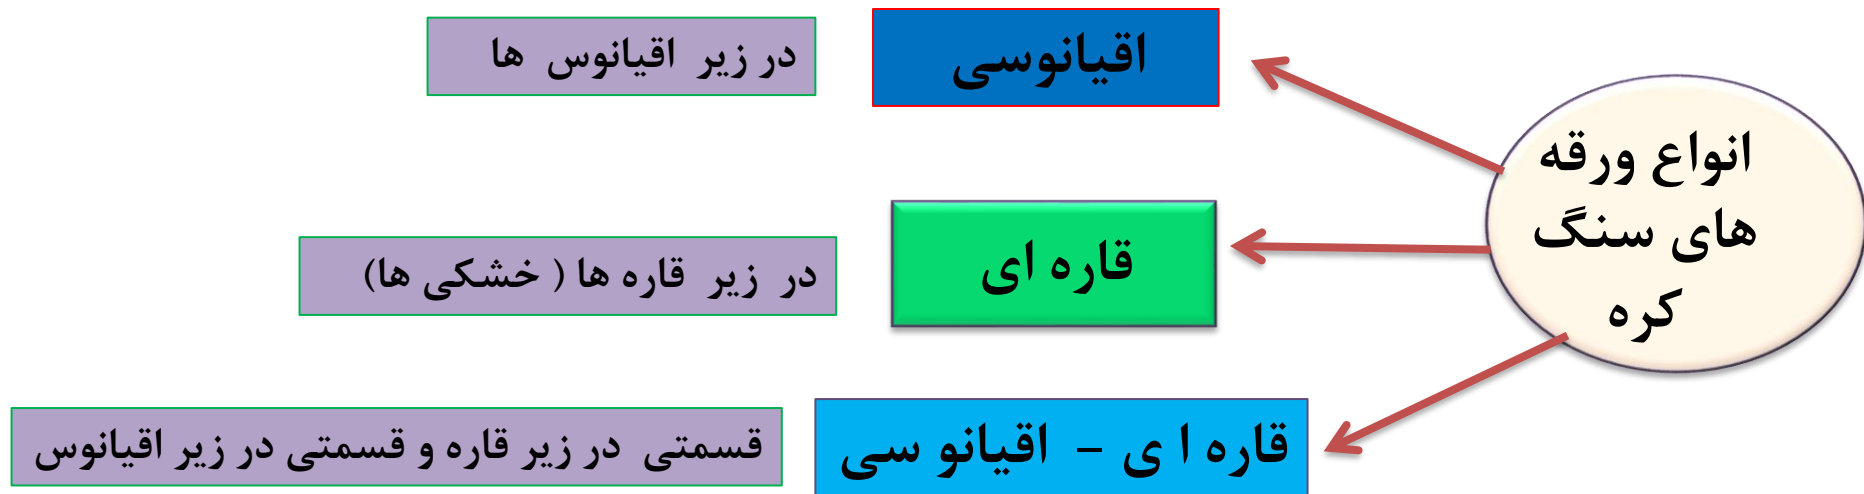 انواع ورقه
های سنگ
کره
اقیانوسی
در زیر اقیانوس ها
قاره ای
در زیر قاره ها ( خشکی ها)
قاره ا ی - اقیانو سی
قسمتی در زیر قاره و قسمتی در زیر اقیانوس